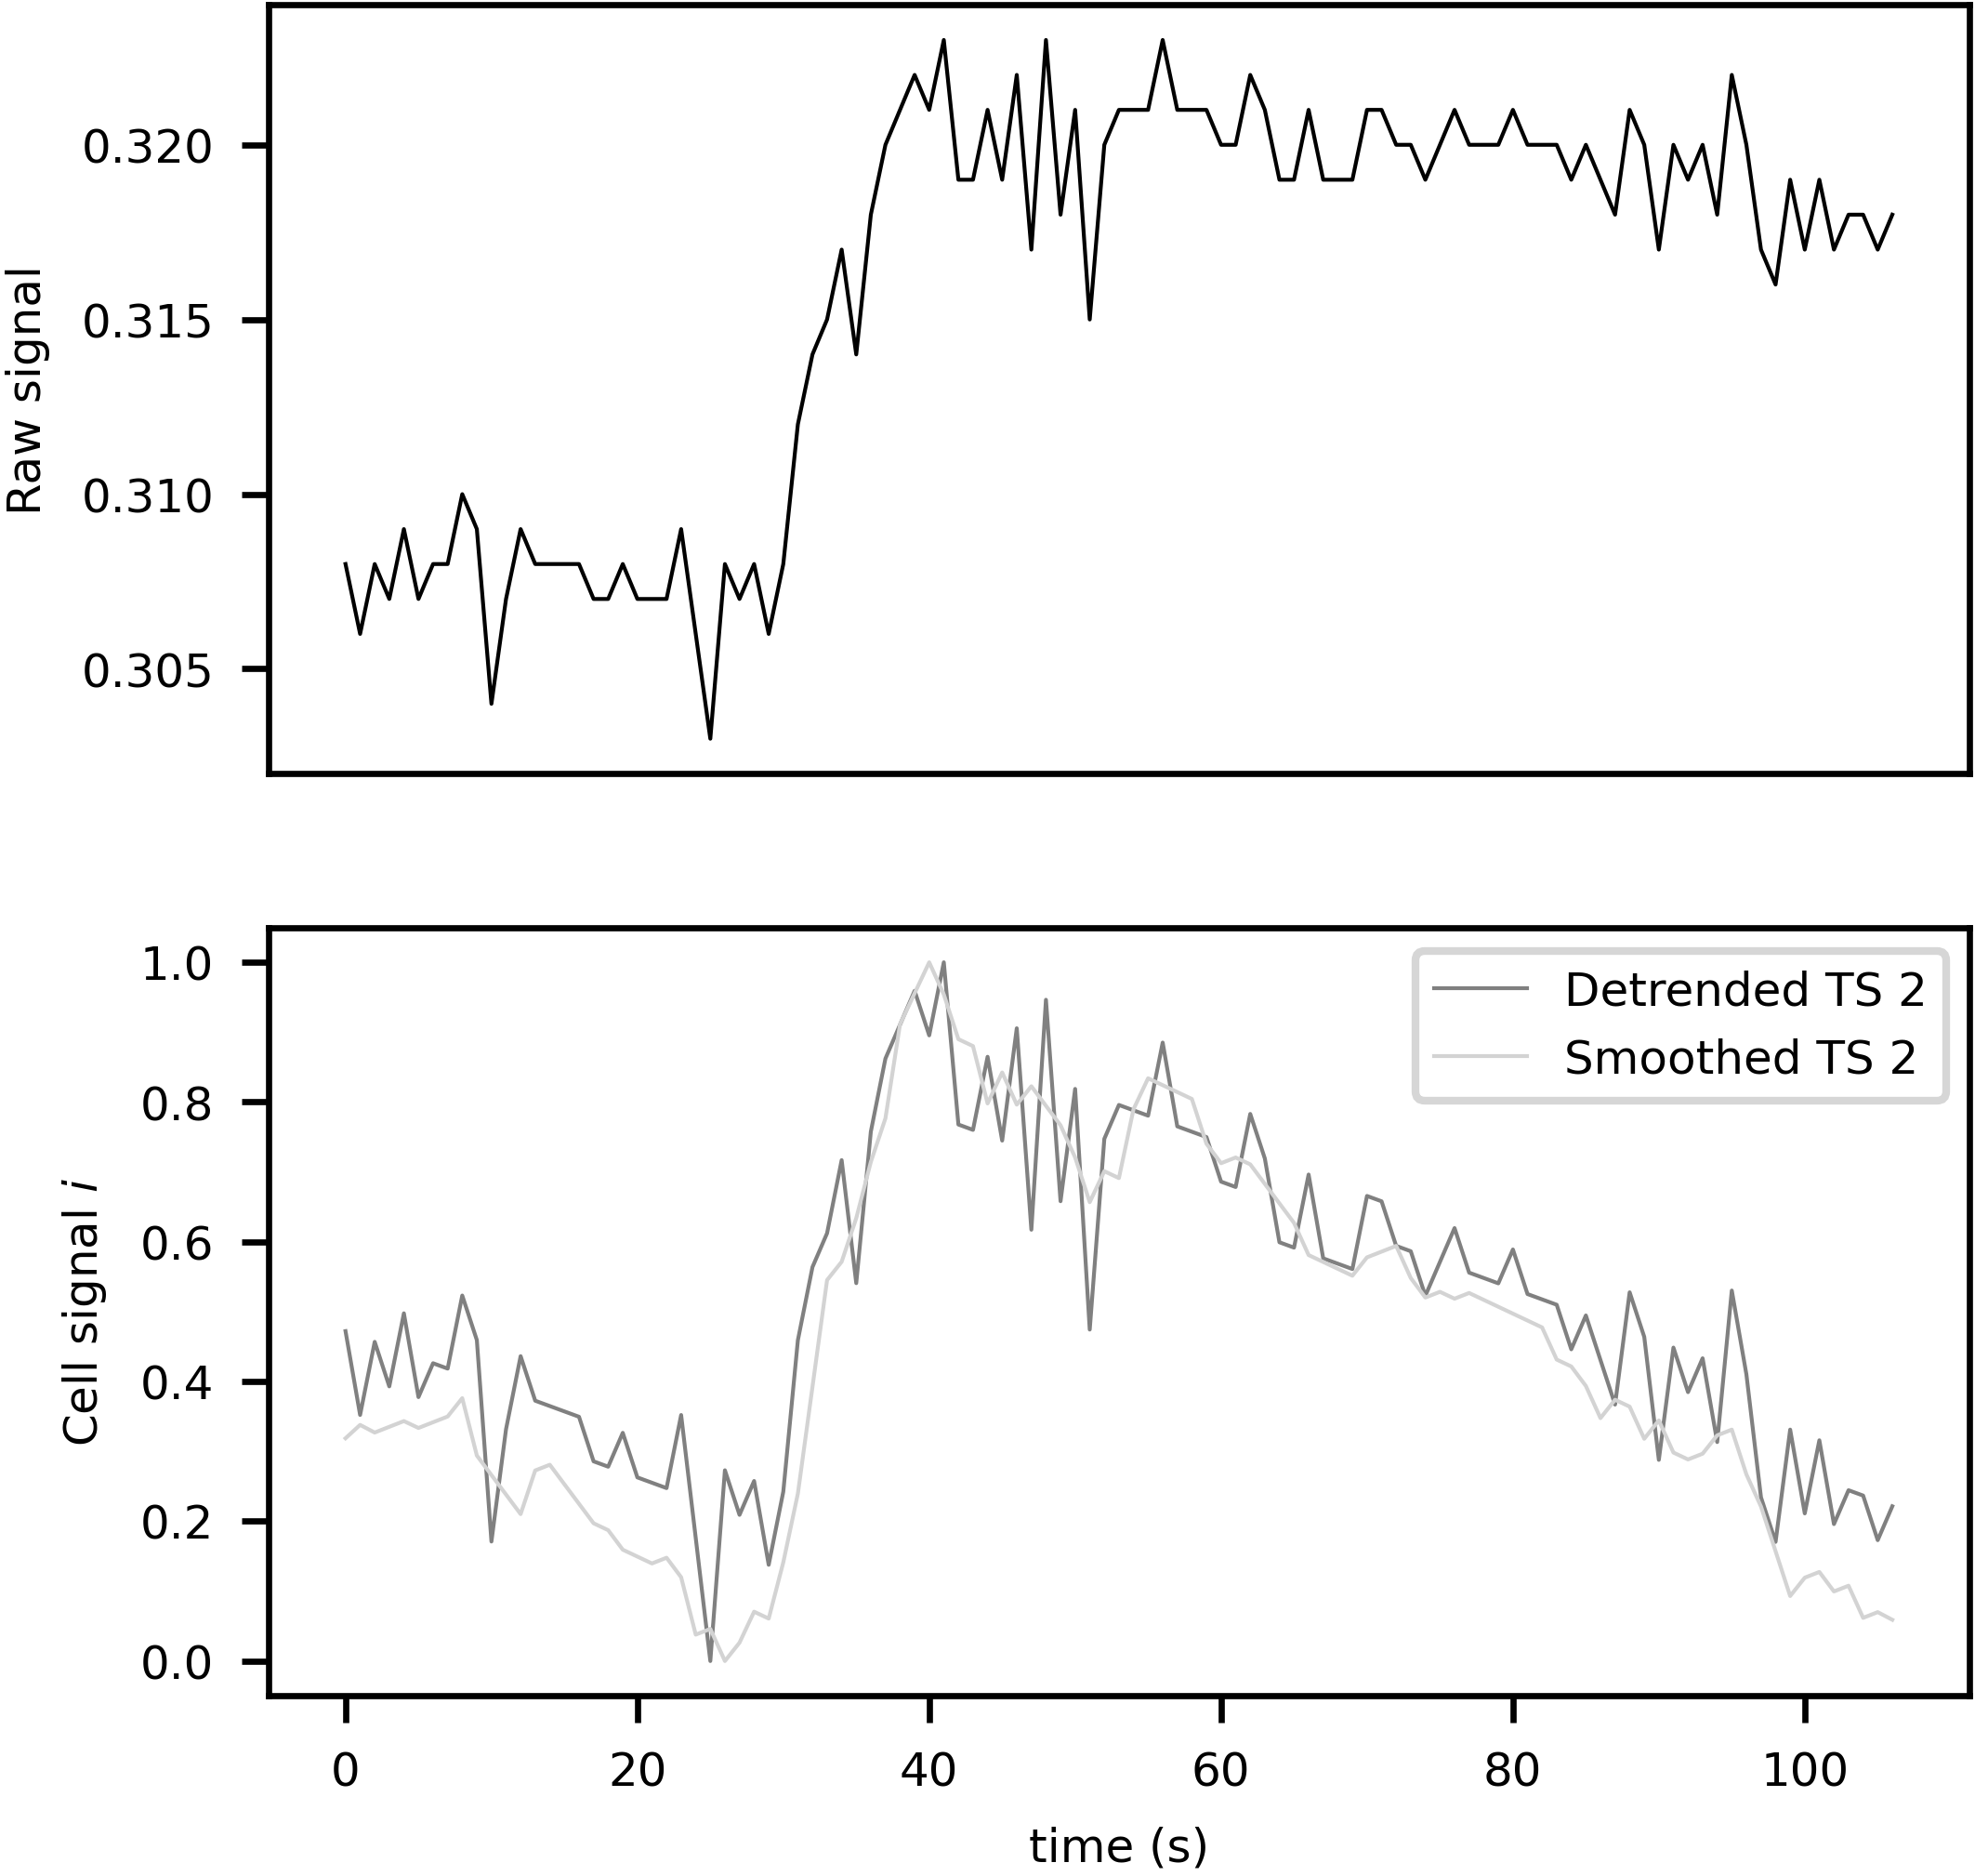 Raw signal
0.320
0.315
0.310
0.305
Cell signal i
1.0
0.8
0.6
0.4
0.2
0.0
Detrended TS 2
Smoothed TS 2
0 20 40 60 80 100
time (s)